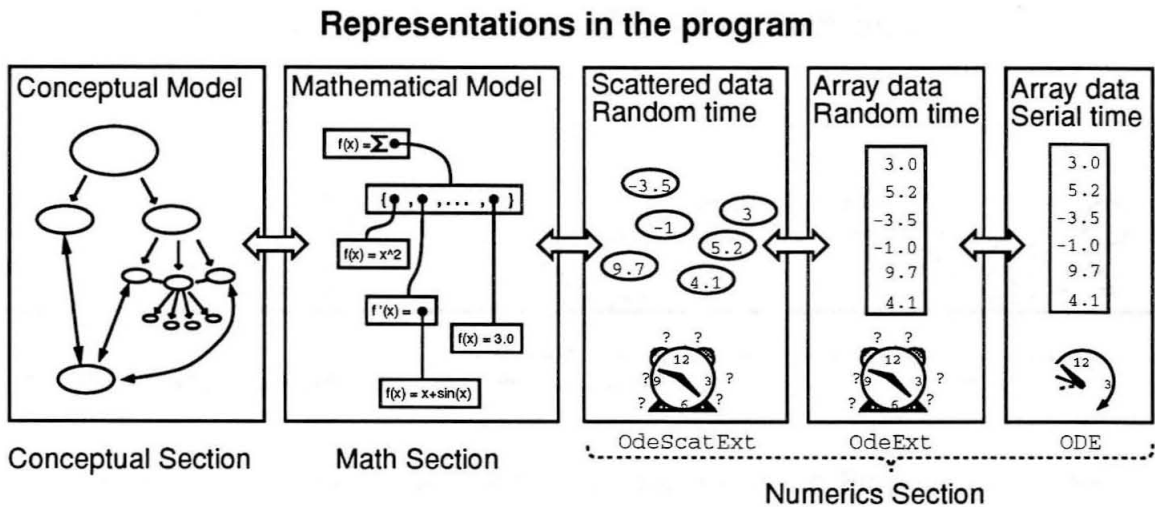 Representations in the program
Conceptual Model
Mathematical Model
f(x) = Σ
{ , ,... , }
f(x) = x^2
f'(x) =
f(x) = 3.0
f(x) = x+sin(x)
Scattered data
Random time
-3.5
3
-1
5.2
9.7
4.1
? ?
12
? 9 3 ?
? 6 ?
Array data
Random time
3.0
5.2
-3.5
-1.0
9.7
4.1
? ?
12
? 9 3 ?
? 6 ?
Array data
Serial time
3.0
5.2
-3.5
-1.0
9.7
4.1
12
3
Conceptual Section
Math Section
OdeScatExt
OdeExt
ODE
Numerics Section